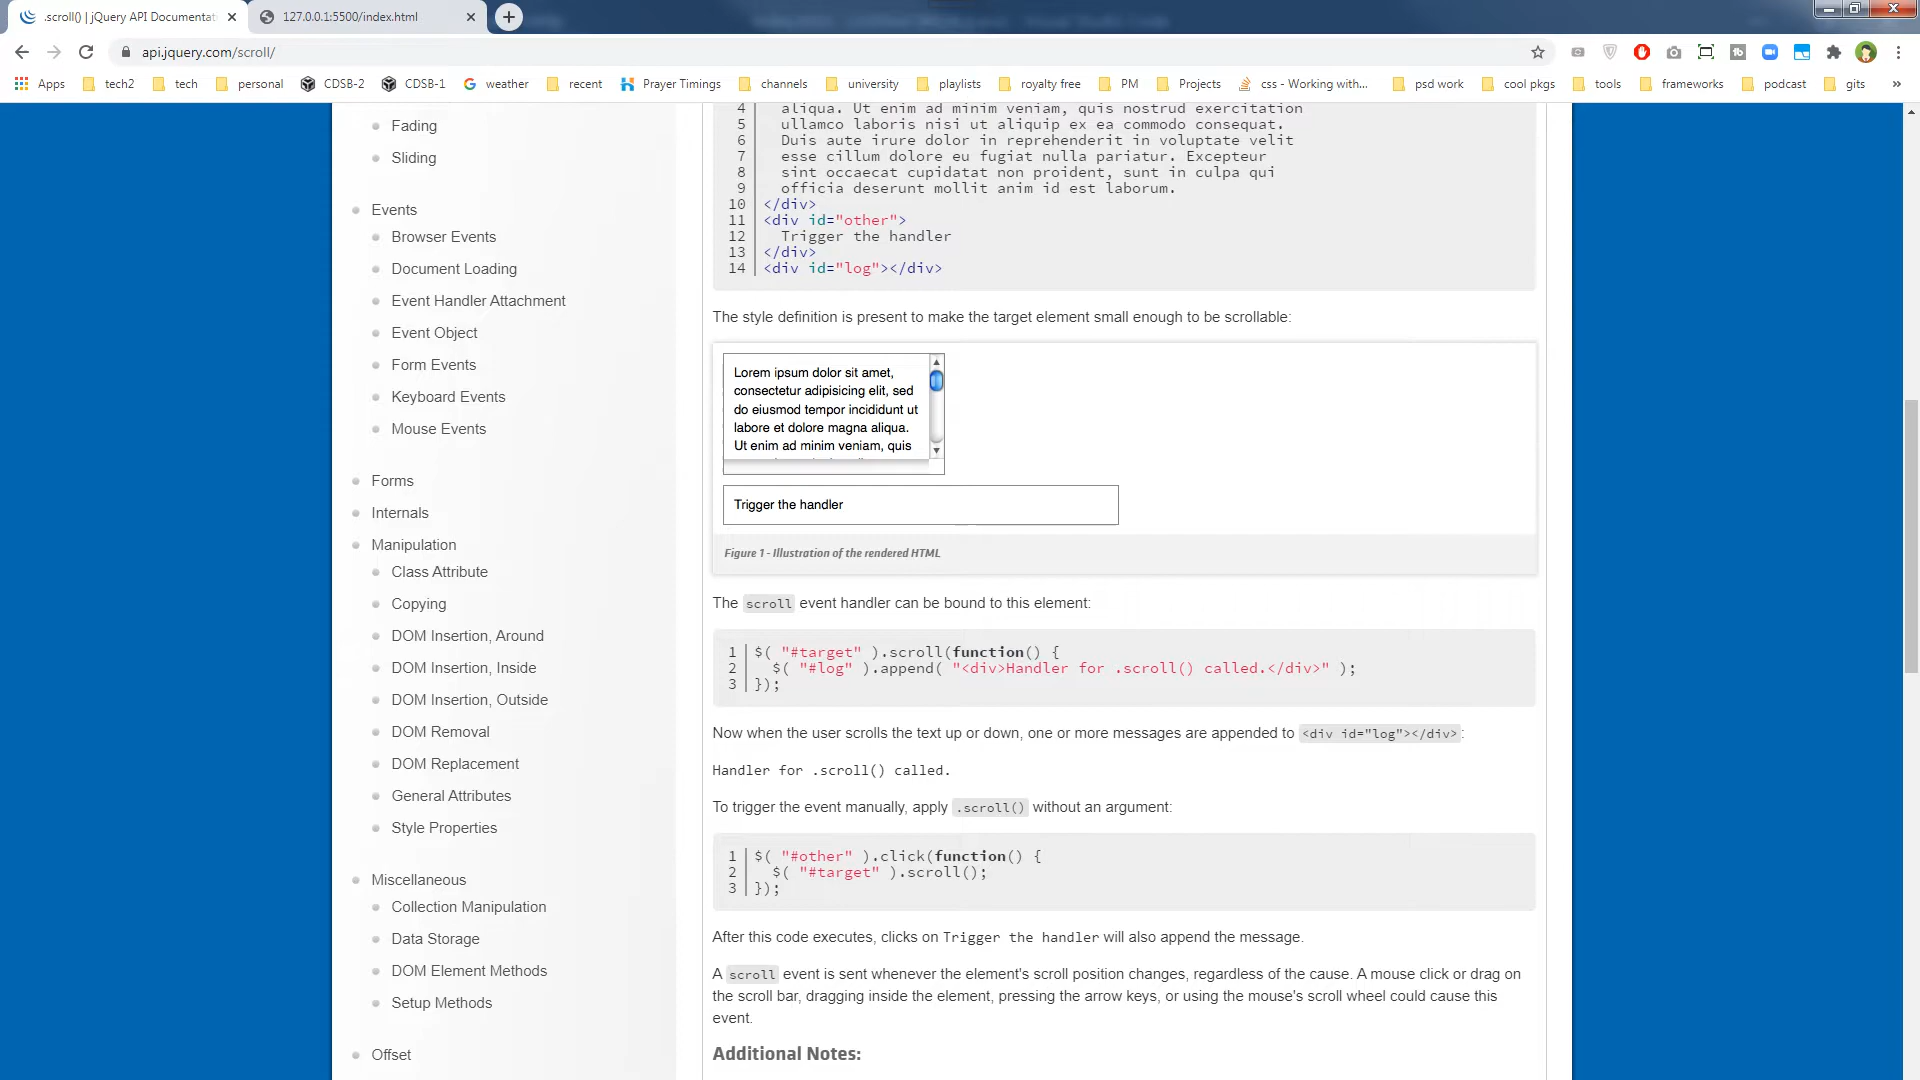 .scroll() | jQuery API Documentat
127.0.0.1:5500/index.html
api.jquery.com/scroll/
Apps
tech2
tech
personal
CDSB-2
CDSB-1
weather
recent
Prayer Timings
channels
university
playlists
royalty free
PM
Projects
css - Working with...
psd work
cool pkgs
tools
frameworks
podcast
gits
»
Fading
Sliding
Events
Browser Events
Document Loading
Event Handler Attachment
Event Object
Form Events
Keyboard Events
Mouse Events
Forms
Internals
Manipulation
Class Attribute
Copying
DOM Insertion, Around
DOM Insertion, Inside
DOM Insertion, Outside
DOM Removal
DOM Replacement
General Attributes
Style Properties
Miscellaneous
Collection Manipulation
Data Storage
DOM Element Methods
Setup Methods
Offset
4 aliqua. Ut enim ad minim veniam, quis nostrud exercitation
5 ullamco laboris nisi ut aliquip ex ea commodo consequat.
6 Duis aute irure dolor in reprehenderit in voluptate velit
7 esse cillum dolore eu fugiat nulla pariatur. Excepteur
8 sint occaecat cupidatat non proident, sunt in culpa qui
9 officia deserunt mollit anim id est laborum.
10 </div>
11 <div id="other">
12 Trigger the handler
13 </div>
14 <div id="log"></div>
The style definition is present to make the target element small enough to be scrollable:
Lorem ipsum dolor sit amet,
consectetur adipisicing elit, sed
do eiusmod tempor incididunt ut
labore et dolore magna aliqua.
Ut enim ad minim veniam, quis
Trigger the handler
Figure 1 - Illustration of the rendered HTML
The scroll event handler can be bound to this element:
1 $( "#target" ).scroll(function() {
2 $( "#log" ).append( "<div>Handler for .scroll() called.</div>" );
3 });
Now when the user scrolls the text up or down, one or more messages are appended to <div id="log"></div>:
Handler for .scroll() called.
To trigger the event manually, apply .scroll() without an argument:
1 $( "#other" ).click(function() {
2 $( "#target" ).scroll();
3 });
After this code executes, clicks on Trigger the handler will also append the message.
A scroll event is sent whenever the element's scroll position changes, regardless of the cause. A mouse click or drag on
the scroll bar, dragging inside the element, pressing the arrow keys, or using the mouse's scroll wheel could cause this
event.
Additional Notes: